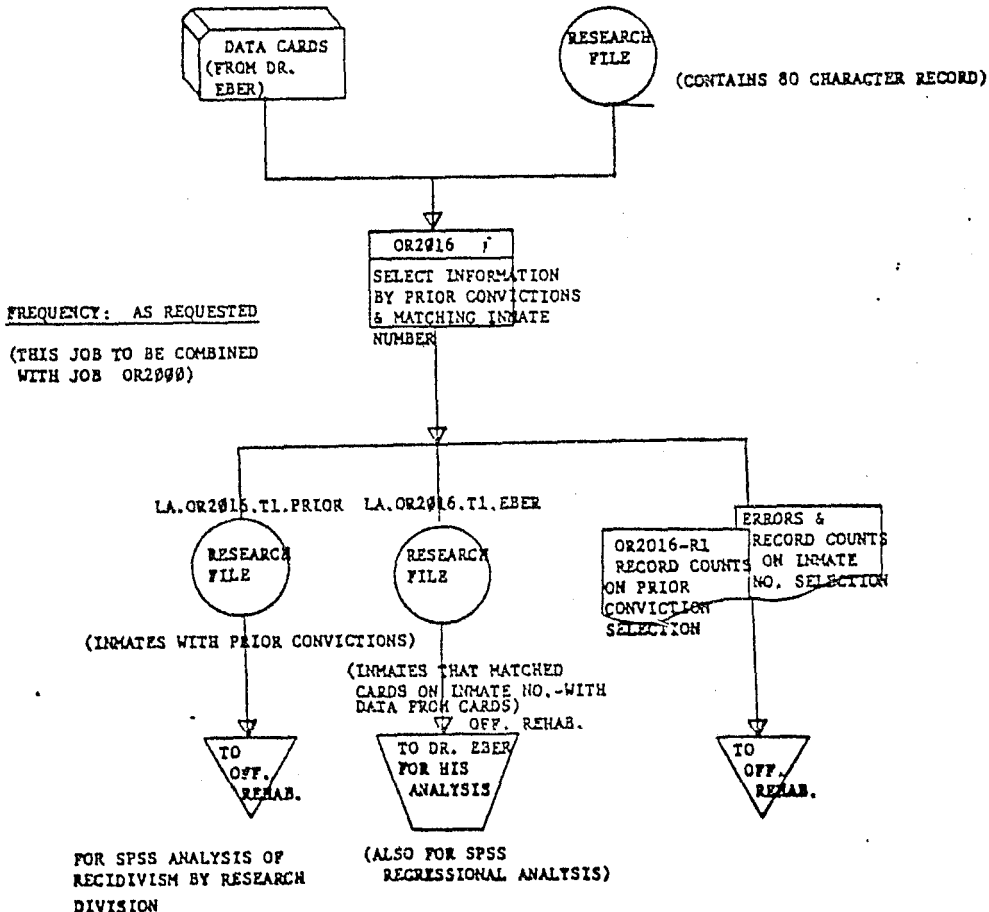 DATA CARDS
(FROM DR.
EBER)
RESEARCH
FILE
(CONTAINS 80 CHARACTER RECORD)
OR2016
SELECT INFORMATION
BY PRIOR CONVICTIONS
& MATCHING INMATE
NUMBER
FREQUENCY: AS REQUESTED
(THIS JOB TO BE COMBINED
WITH JOB OR2000)
LA.OR2016.T1.PRIOR
RESEARCH
FILE
(INMATES WITH PRIOR CONVICTIONS)
TO
OFF.
REHAB.
FOR SPSS ANALYSIS OF
RECIDIVISM BY RESEARCH
DIVISION
LA.OR2016.T1.EBER
RESEARCH
FILE
(INMATES THAT MATCHED
CARDS ON INMATE NO.-WITH
DATA FROM CARDS)
OFF. REHAB.
TO DR. EBER
FOR HIS
ANALYSIS
(ALSO FOR SPSS
REGRESSIONAL ANALYSIS)
OR2016-R1
RECORD COUNTS
ON PRIOR
CONVICTION
SELECTION
ERRORS &
RECORD COUNTS
ON INMATE
NO. SELECTION
TO
OFF.
REHAB.